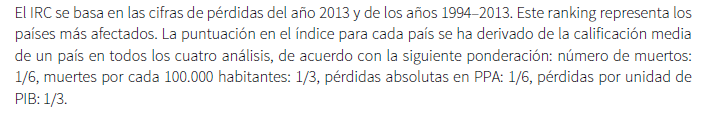 El IRC se basa en las cifras de pérdidas del año 2013 y de los años 1994–2013. Este ranking representa los
países más afectados. La puntuación en el índice para cada país se ha derivado de la calificación media
de un país en todos los cuatro análisis, de acuerdo con la siguiente ponderación: número de muertos:
1/6, muertes por cada 100.000 habitantes: 1/3, pérdidas absolutas en PPA: 1/6, pérdidas por unidad de
PIB: 1/3.